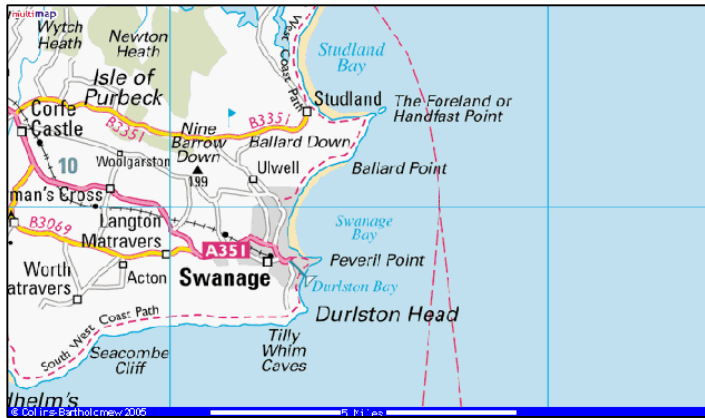 multimap
Wytch
Heath
Newton
Heath
West Coast Path
Studland
Bay
Isle of
Purbeck
Studland
The Foreland or
Handfast Point
Corfe
Castle
B3351
B3351
Nine
Barrow
Down
Ballard Down
10
Woolgarston
Ulwell
Ballard Point
199
man's Cross
B3069
Langton
Matravers
Swanage
Bay
A351
Peveril Point
Worth
atravers
Acton
Swanage
Durlston Bay
Durlston Head
South West Coast Path
Seacombe
Cliff
Tilly
Whim
Caves
dhelm's
© Collins-Bartholomew 2005
5 Miles